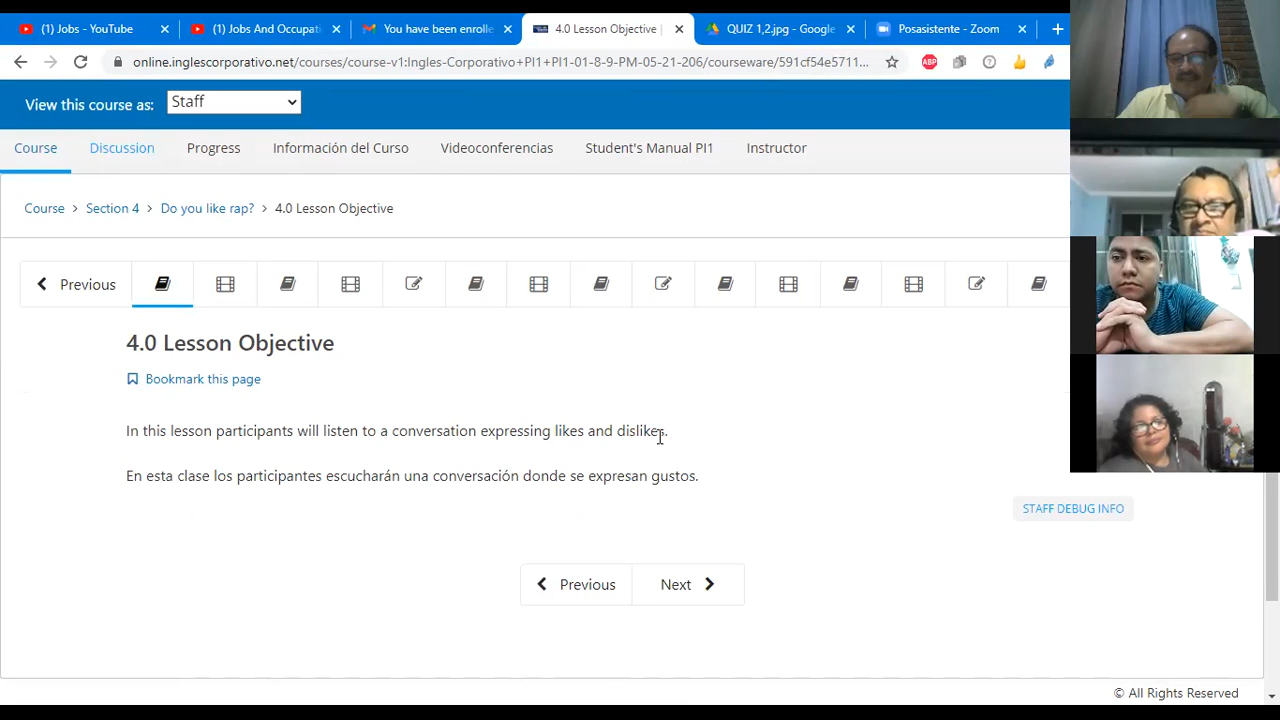 (1) Jobs - YouTube
(1) Jobs And Occupati
You have been enrolle
4.0 Lesson Objective |
QUIZ 1,2.jpg - Google
Posasistente - Zoom
online.inglescorporativo.net/courses/course-v1:Ingles-Corporativo+PI1+PI1-01-8-9-PM-05-21-206/courseware/591cf54e5711...
ABP
View this course as:
Staff
Course
Discussion
Progress
Información del Curso
Videoconferencias
Student's Manual PI1
Instructor
Course > Section 4 > Do you like rap? > 4.0 Lesson Objective
Previous
4.0 Lesson Objective
Bookmark this page
In this lesson participants will listen to a conversation expressing likes and dislikes.
En esta clase los participantes escucharán una conversación donde se expresan gustos.
STAFF DEBUG INFO
Previous
Next
© All Rights Reserved